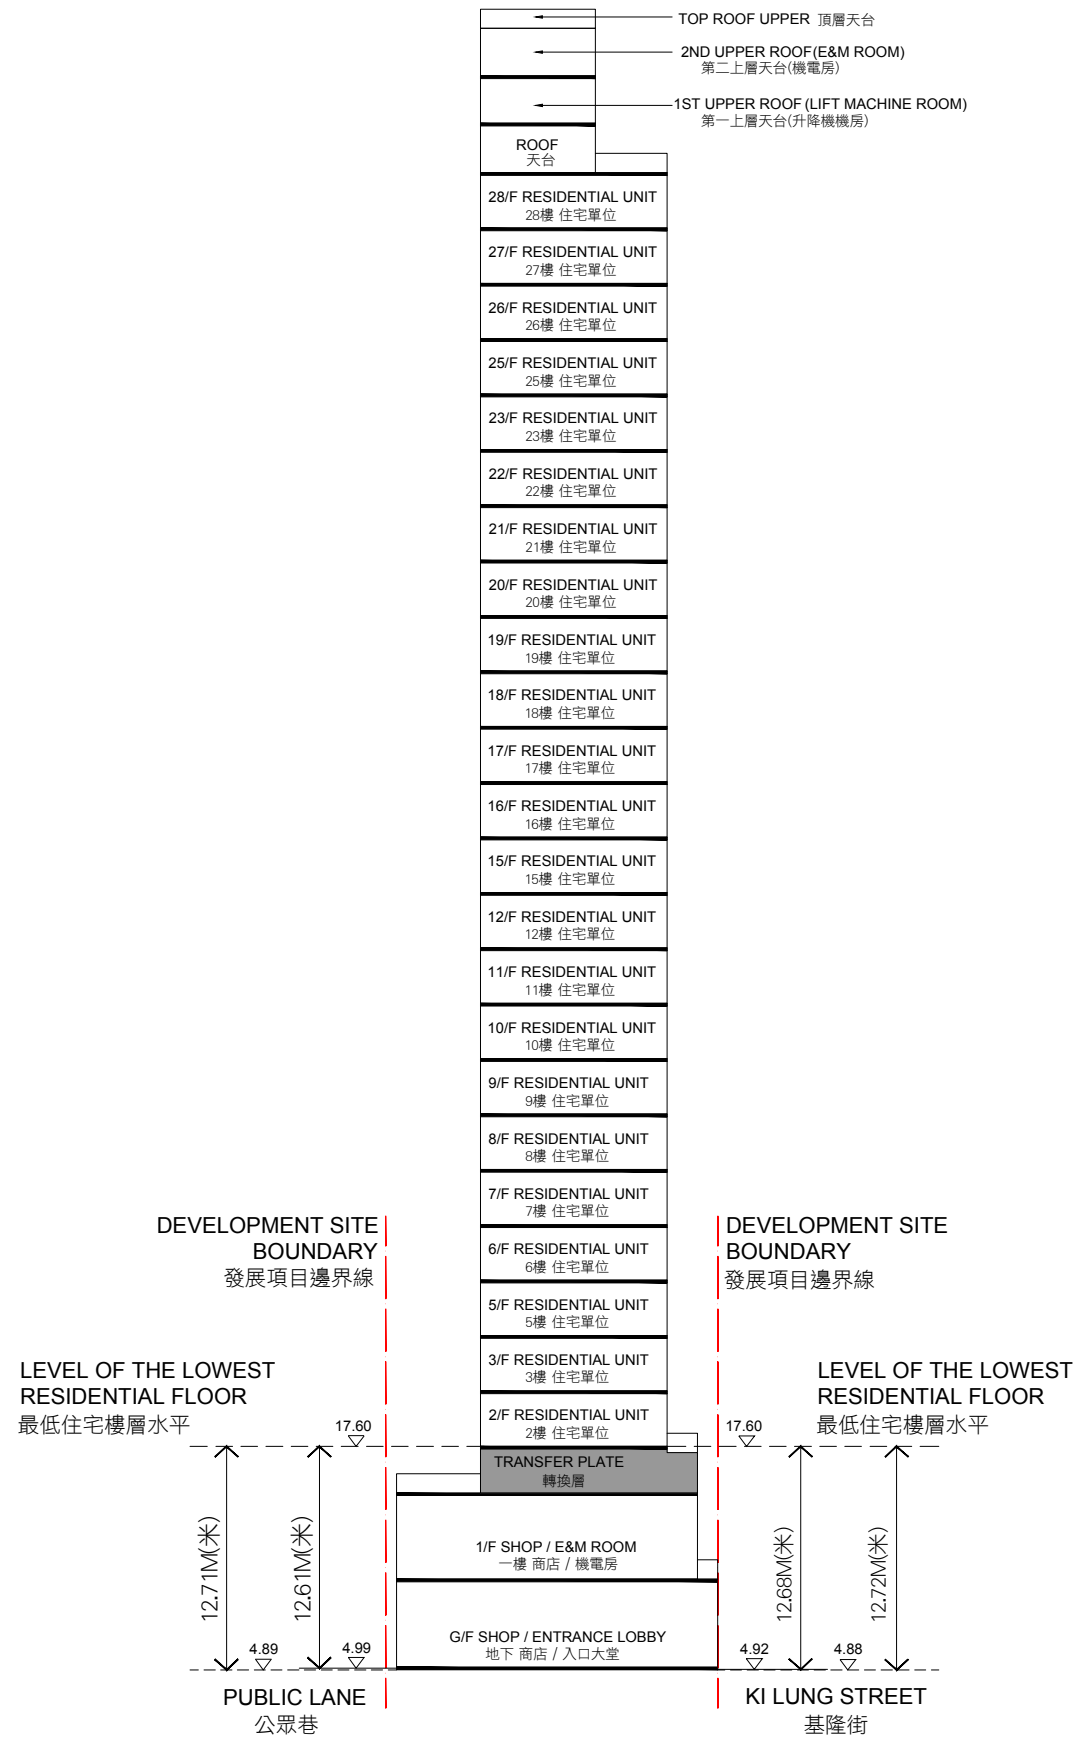 TOP ROOF UPPER 頂層天台
2ND UPPER ROOF(E&M ROOM)
第二上層天台(機電房)
1ST UPPER ROOF (LIFT MACHINE ROOM)
第一上層天台(升降機機房)
ROOF
天台
28/F RESIDENTIAL UNIT
28樓 住宅單位
27/F RESIDENTIAL UNIT
27樓 住宅單位
26/F RESIDENTIAL UNIT
26樓 住宅單位
25/F RESIDENTIAL UNIT
25樓 住宅單位
23/F RESIDENTIAL UNIT
23樓 住宅單位
22/F RESIDENTIAL UNIT
22樓 住宅單位
21/F RESIDENTIAL UNIT
21樓 住宅單位
20/F RESIDENTIAL UNIT
20樓 住宅單位
19/F RESIDENTIAL UNIT
19樓 住宅單位
18/F RESIDENTIAL UNIT
18樓 住宅單位
17/F RESIDENTIAL UNIT
17樓 住宅單位
16/F RESIDENTIAL UNIT
16樓 住宅單位
15/F RESIDENTIAL UNIT
15樓 住宅單位
12/F RESIDENTIAL UNIT
12樓 住宅單位
11/F RESIDENTIAL UNIT
11樓 住宅單位
10/F RESIDENTIAL UNIT
10樓 住宅單位
9/F RESIDENTIAL UNIT
9樓 住宅單位
8/F RESIDENTIAL UNIT
8樓 住宅單位
7/F RESIDENTIAL UNIT
7樓 住宅單位
6/F RESIDENTIAL UNIT
6樓 住宅單位
5/F RESIDENTIAL UNIT
5樓 住宅單位
3/F RESIDENTIAL UNIT
3樓 住宅單位
2/F RESIDENTIAL UNIT
2樓 住宅單位
TRANSFER PLATE
轉換層
1/F SHOP / E&M ROOM
一樓 商店 / 機電房
G/F SHOP / ENTRANCE LOBBY
地下 商店 / 入口大堂
DEVELOPMENT SITE
BOUNDARY
發展項目邊界線
DEVELOPMENT SITE
BOUNDARY
發展項目邊界線
LEVEL OF THE LOWEST
RESIDENTIAL FLOOR
最低住宅樓層水平
17.60
LEVEL OF THE LOWEST
RESIDENTIAL FLOOR
最低住宅樓層水平
17.60
12.71M(米)
12.61M(米)
12.68M(米)
12.72M(米)
4.89
4.99
4.92
4.88
PUBLIC LANE
公眾巷
KI LUNG STREET
基隆街